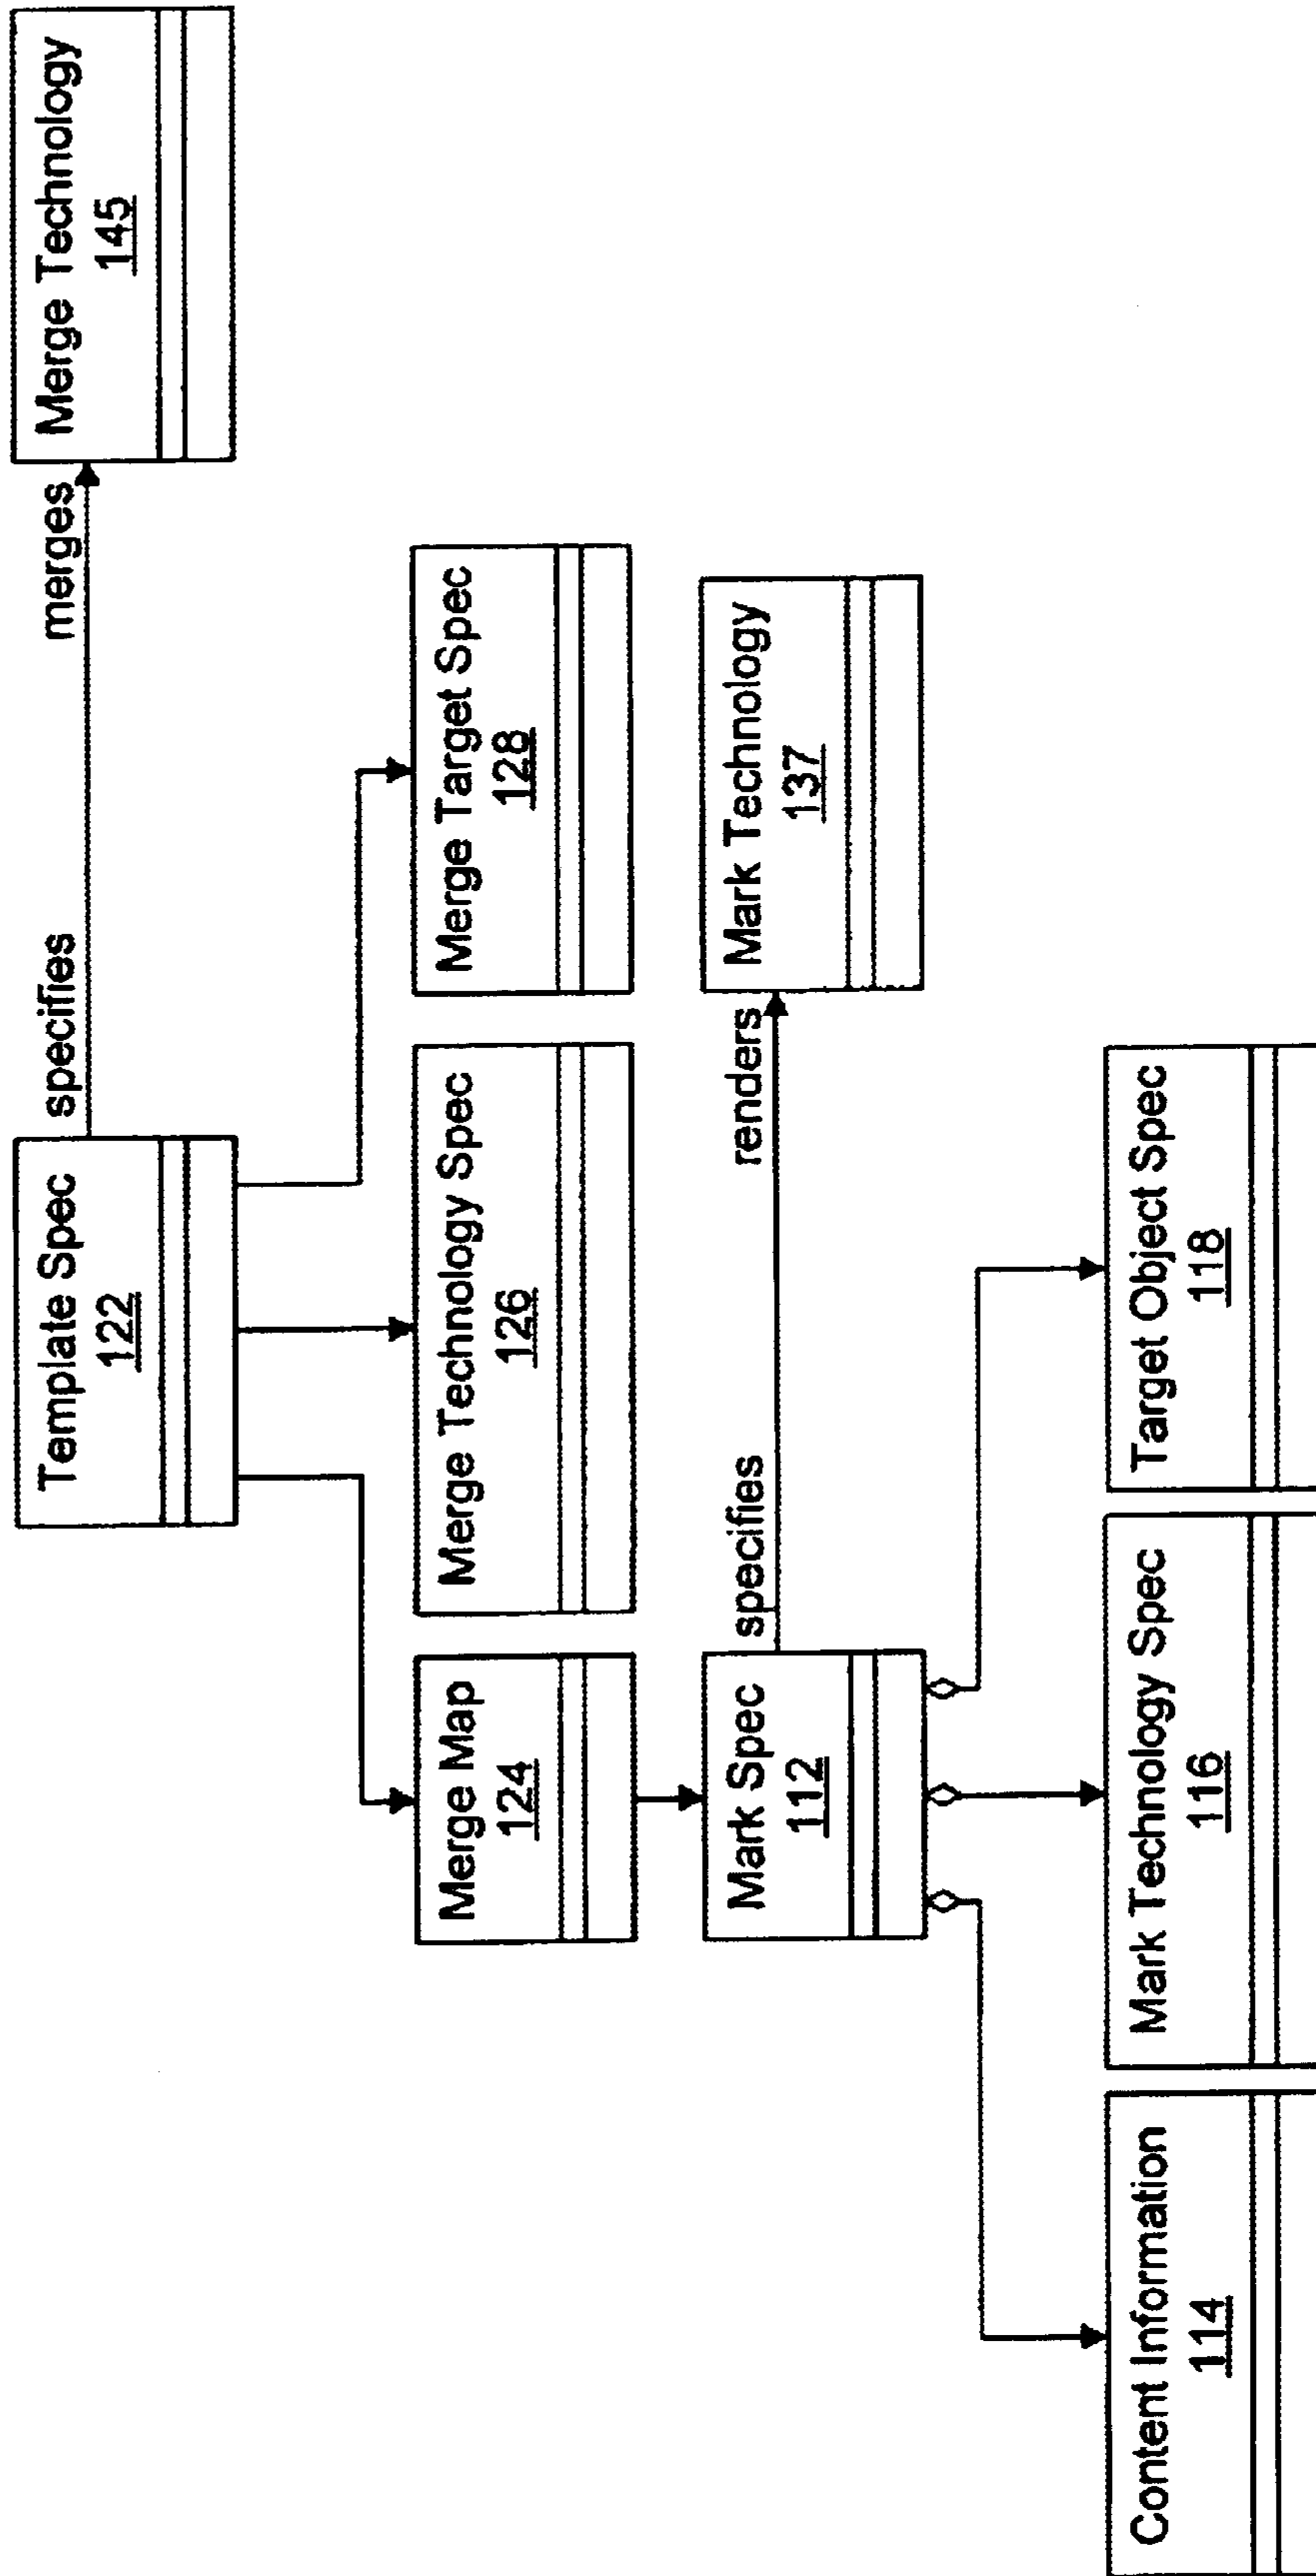 Template Spec
122
specifies
merges
Merge Technology
145
Merge Map
124
Merge Technology Spec
126
Merge Target Spec
128
Mark Spec
112
specifies
renders
Mark Technology
137
Content Information
114
Mark Technology Spec
116
Target Object Spec
118